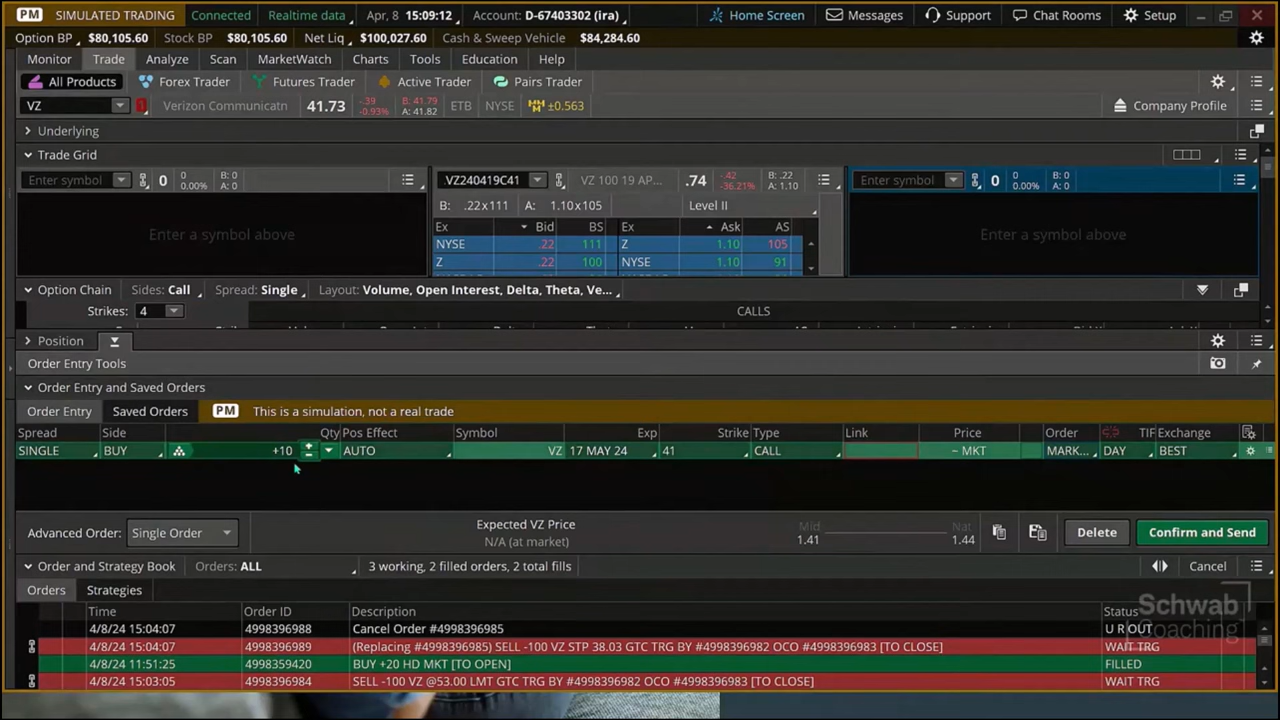 PM SIMULATED TRADING Connected Realtime data Apr, 8 15:09:12 Account: D-67403302 (ira) Home Screen Messages Support Chat Rooms Setup
Option BP $80,105.60 Stock BP $80,105.60 Net Liq $100,027.60 Cash & Sweep Vehicle $84,284.60
Monitor Trade Analyze Scan MarketWatch Charts Tools Education Help
All Products Forex Trader Futures Trader Active Trader Pairs Trader
VZ 1 Verizon Communicatn 41.73 -.39 -0.93% B: 41.79 A: 41.82 ETB NYSE ±0.563 Company Profile
Underlying
Trade Grid
Enter symbol 0 0 0.00% B: 0 A: 0 .VZ240419C41 VZ 100 19 AP... .74 -.42 -36.21% B: .22 A: 1.10 Enter symbol 0 0 0.00% B: 0 A: 0
B: .22x111 A: 1.10x105 Level II
Ex Bid BS Ex Ask AS
Enter a symbol above NYSE .22 111 Z 1.10 105 Enter a symbol above
Z .22 100 NYSE 1.10 91
Option Chain Sides: Call Spread: Single Layout: Volume, Open Interest, Delta, Theta, Ve...
Strikes: 4 CALLS
Position
Order Entry Tools
Order Entry and Saved Orders
Order Entry Saved Orders PM This is a simulation, not a real trade
Spread Side Qty Pos Effect Symbol Exp Strike Type Link Price Order TIF Exchange
SINGLE BUY +10 AUTO VZ 17 MAY 24 41 CALL – MKT MARK... DAY BEST
Advanced Order: Single Order Expected VZ Price N/A (at market) Mid 1.41 Nat 1.44 Delete Confirm and Send
Order and Strategy Book Orders: ALL 3 working, 2 filled orders, 2 total fills Cancel
Orders Strategies
Time Order ID Description Status
4/8/24 15:04:07 4998396988 Cancel Order #4998396985 U R OUT
4/8/24 15:04:07 4998396989 (Replacing #4998396985) SELL -100 VZ STP 38.03 GTC TRG BY #4998396982 OCO #4998396983 [TO CLOSE] WAIT TRG
4/8/24 11:51:25 4998359420 BUY +20 HD MKT [TO OPEN] FILLED
4/8/24 15:03:05 4998396984 SELL -100 VZ @53.00 LMT GTC TRG BY #4998396982 OCO #4998396983 [TO CLOSE] WAIT TRG
Schwab
Coaching